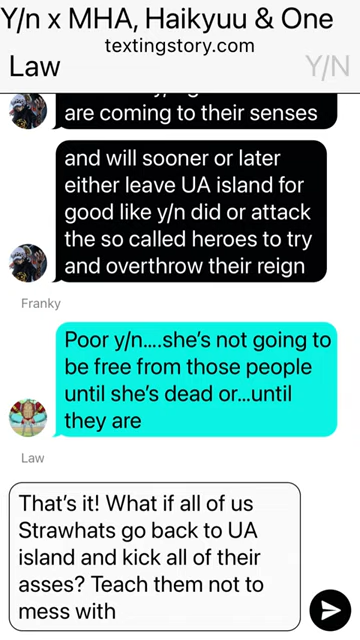 Y/n x MHA, Haikyuu & One
textingstory.com
Law
Y/N
are coming to their senses
and will sooner or later
either leave UA island for
good like y/n did or attack
the so called heroes to try
and overthrow their reign
Franky
Poor y/n....she's not going to
be free from those people
until she's dead or...until
they are
Law
That's it! What if all of us
Strawhats go back to UA
island and kick all of their
asses? Teach them not to
mess with